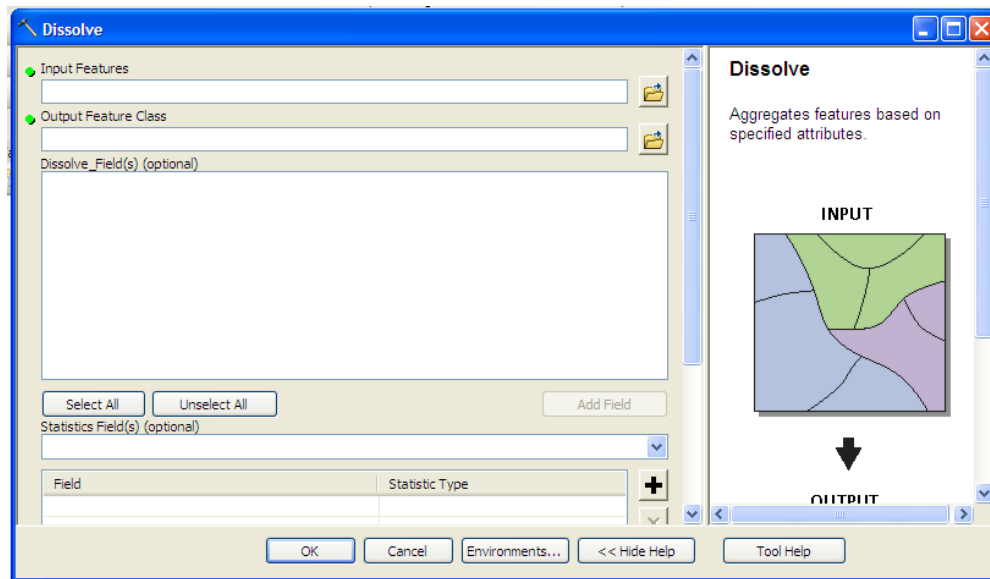 Dissolve
Input Features
Output Feature Class
Dissolve_Field(s) (optional)
Select All
Unselect All
Add Field
Statistics Field(s) (optional)
Field
Statistic Type
OK
Cancel
Environments...
<< Hide Help
Tool Help
Dissolve
Aggregates features based on
specified attributes.
INPUT
OUTPUT